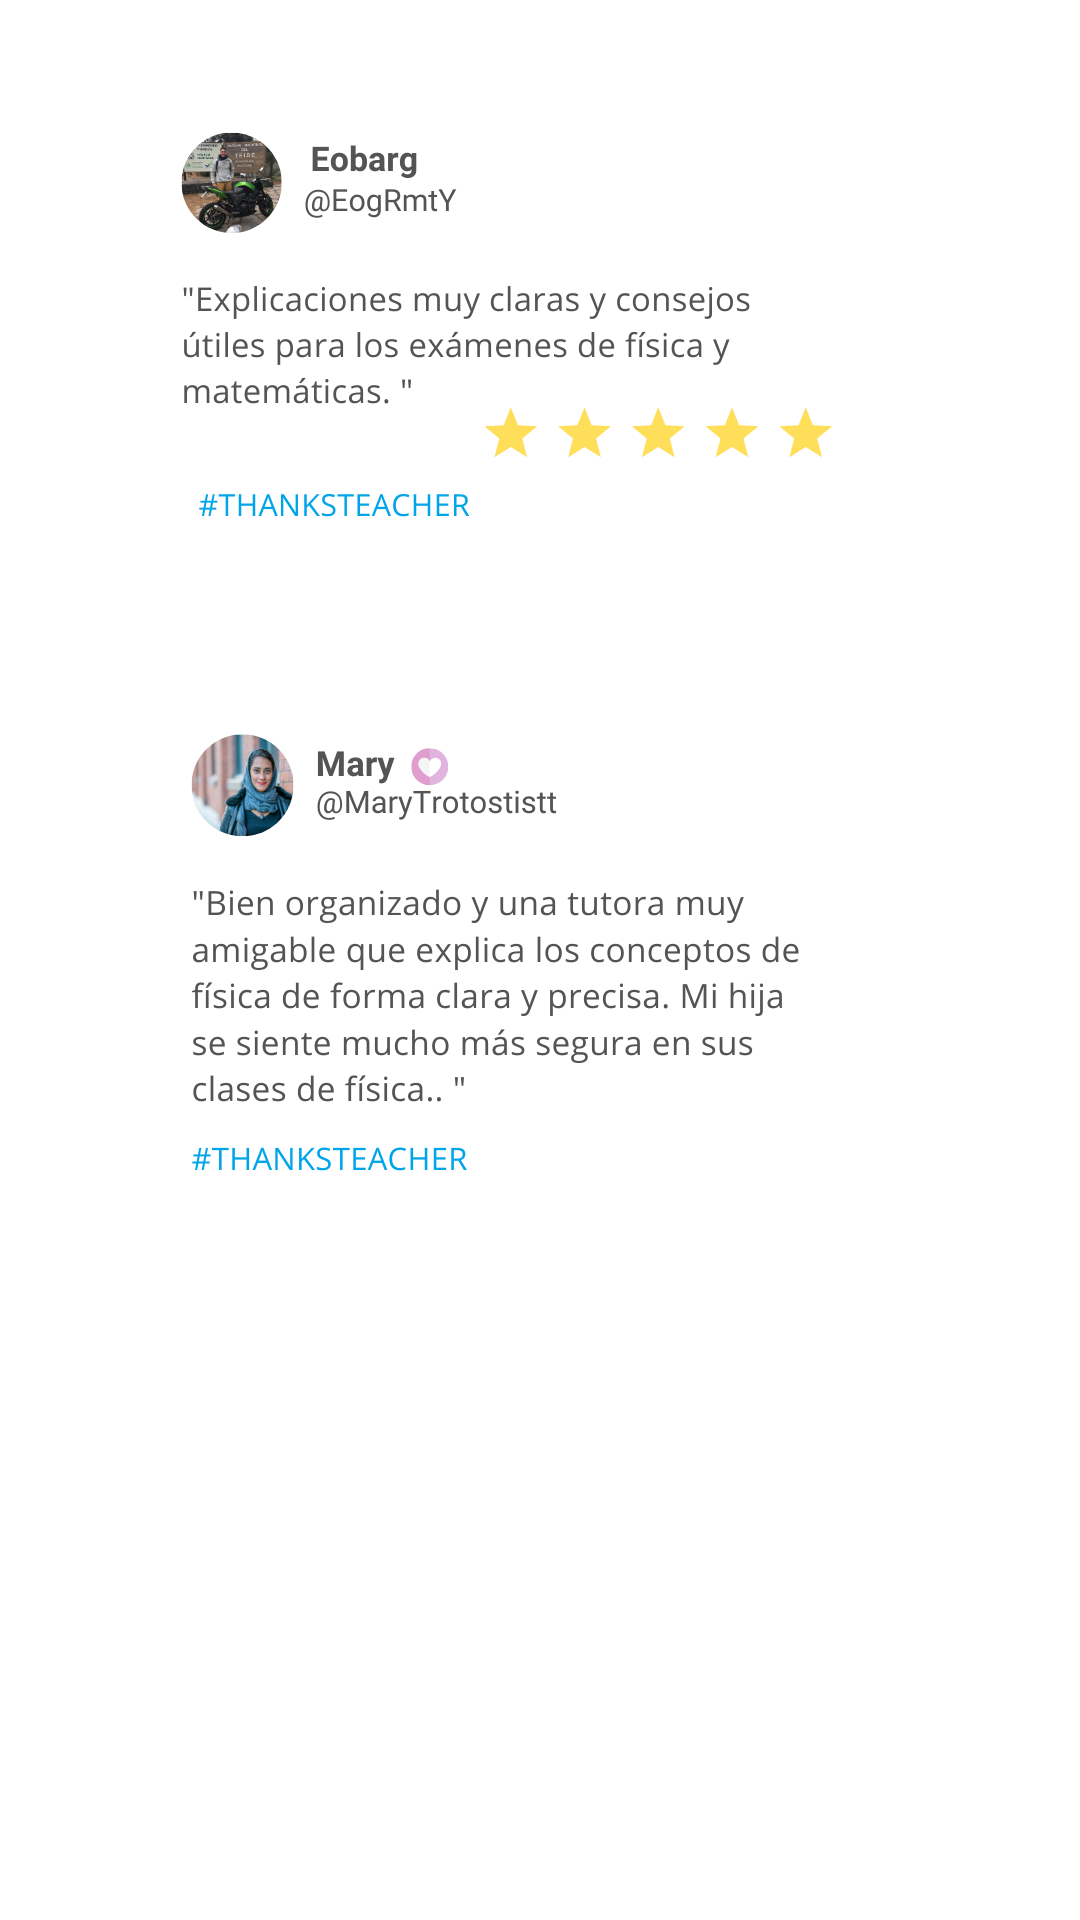 Eobarg
@EogRmtY
"Explicaciones muy claras y consejos
útiles para los exámenes de física y
matemáticas. "
#THANKSTEACHER
Mary
@MaryTrotostistt
"Bien organizado y una tutora muy
amigable que explica los conceptos de
física de forma clara y precisa. Mi hija
se siente mucho más segura en sus
clases de física.. "
#THANKSTEACHER